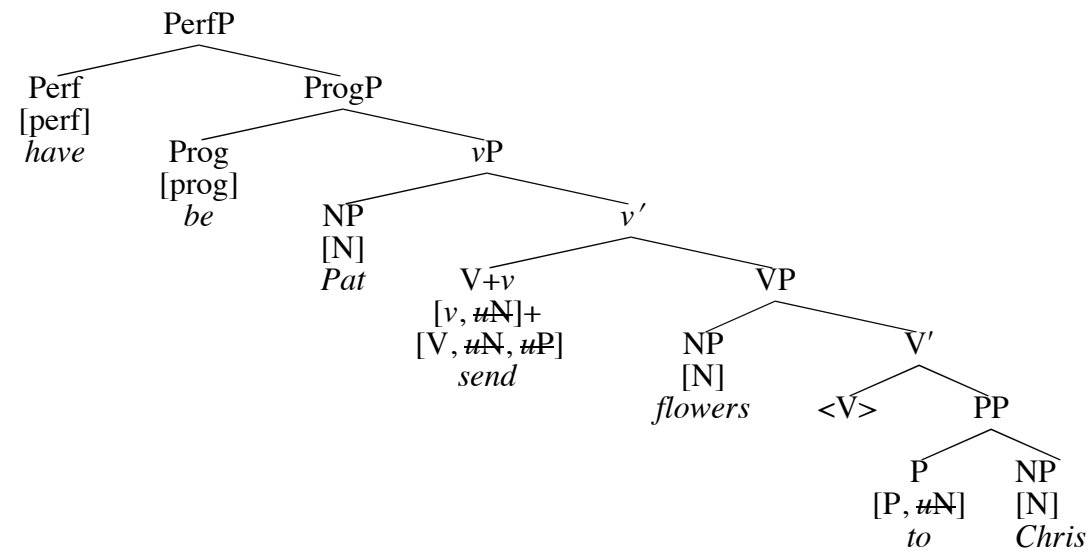 PerfP
Perf ProgP
[perf]
have Prog vP
[prog]
be NP v′
[N]
Pat V+v VP
[v, uN]+
[V, uN, uP] NP V′
send [N]
flowers <V> PP
P NP
[P, uN] [N]
to Chris